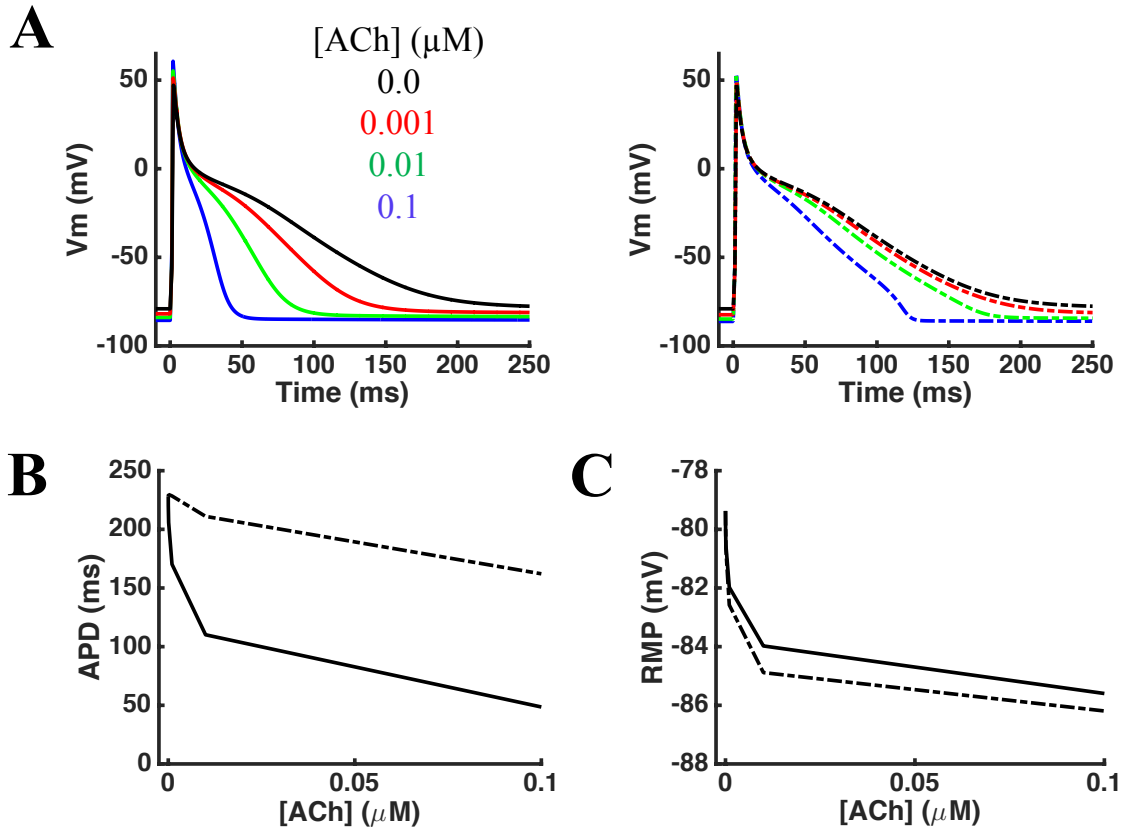 A
[ACh] (μM)
0.0
0.001
0.01
0.1
Vm (mV)
50
0
-50
-100
0 50 100 150 200 250
Time (ms)
Vm (mV)
50
0
-50
-100
0 50 100 150 200 250
Time (ms)
B
APD (ms)
250
200
150
100
50
0
0 0.05 0.1
[ACh] (μM)
C
RMP (mV)
-78
-80
-82
-84
-86
-88
0 0.05 0.1
[ACh] (μM)